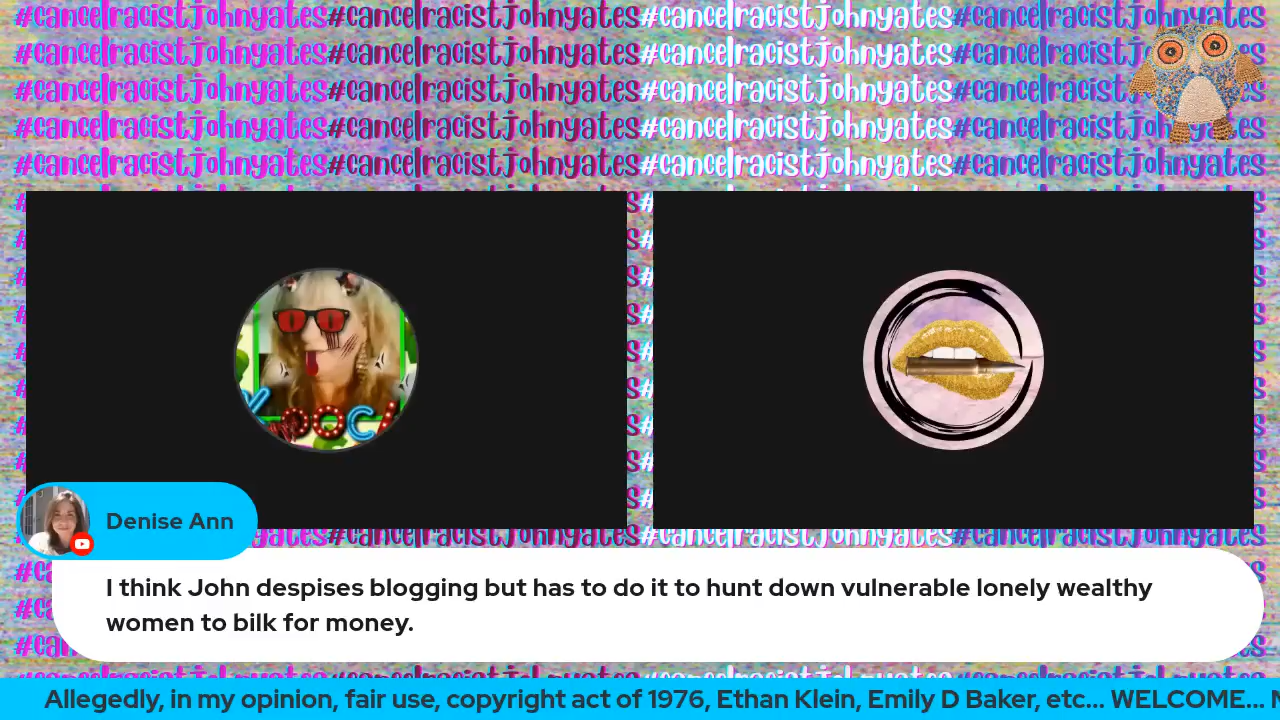 #cancelracistjohnyates#cancelracistjohnyates#cancelracistjohnyates#cancelracistjohnyates
#cancelracistjohnyates#cancelracistjohnyates#cancelracistjohnyates#cancelracistjohnyates
#cancelracistjohnyates#cancelracistjohnyates#cancelracistjohnyates#cancelracistjohnyates
#cancelracistjohnyates#cancelracistjohnyates#cancelracistjohnyates#cancelracistjohnyates
#cancelracistjohnyates#cancelracistjohnyates#cancelracistjohnyates#cancelracistjohnyates
Denise Ann
I think John despises blogging but has to do it to hunt down vulnerable lonely wealthy
women to bilk for money.
Allegedly, in my opinion, fair use, copyright act of 1976, Ethan Klein, Emily D Baker, etc... WELCOME...